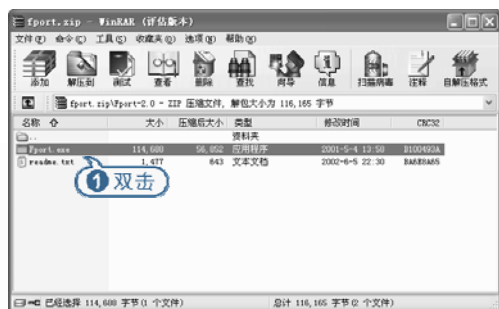 fport.zip - WinRAR (评估版本)
文件(F) 命令(C) 工具(S) 收藏夹(O) 选项(N) 帮助(H)
添加 解压到 测试 查看 删除 查找 向导 信息 扫描病毒 注释 自解压格式
fport.zip\Fport-2.0 - ZIP 压缩文件, 解包大小为 116,165 字节
名称 大小 压缩后大小 类型 修改时间 CRC32
.. 资料夹
Fport.exe 114,688 56,852 应用程序 2001-5-4 13:58 B100493A
readme.txt 1,477 643 文本文档 2002-6-5 22:30
1 双击
已经选择 114,688 字节(1 个文件) 总计 116,165 字节(2 个文件)